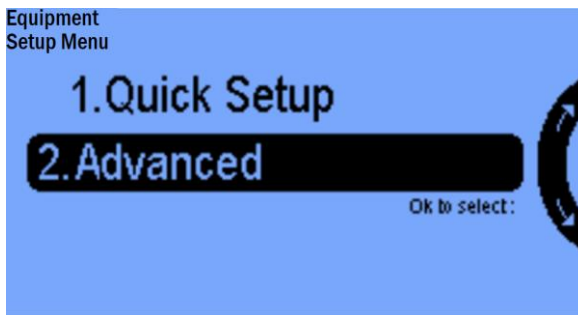 Equipment
Setup Menu
1.Quick Setup
2.Advanced
Ok to select: